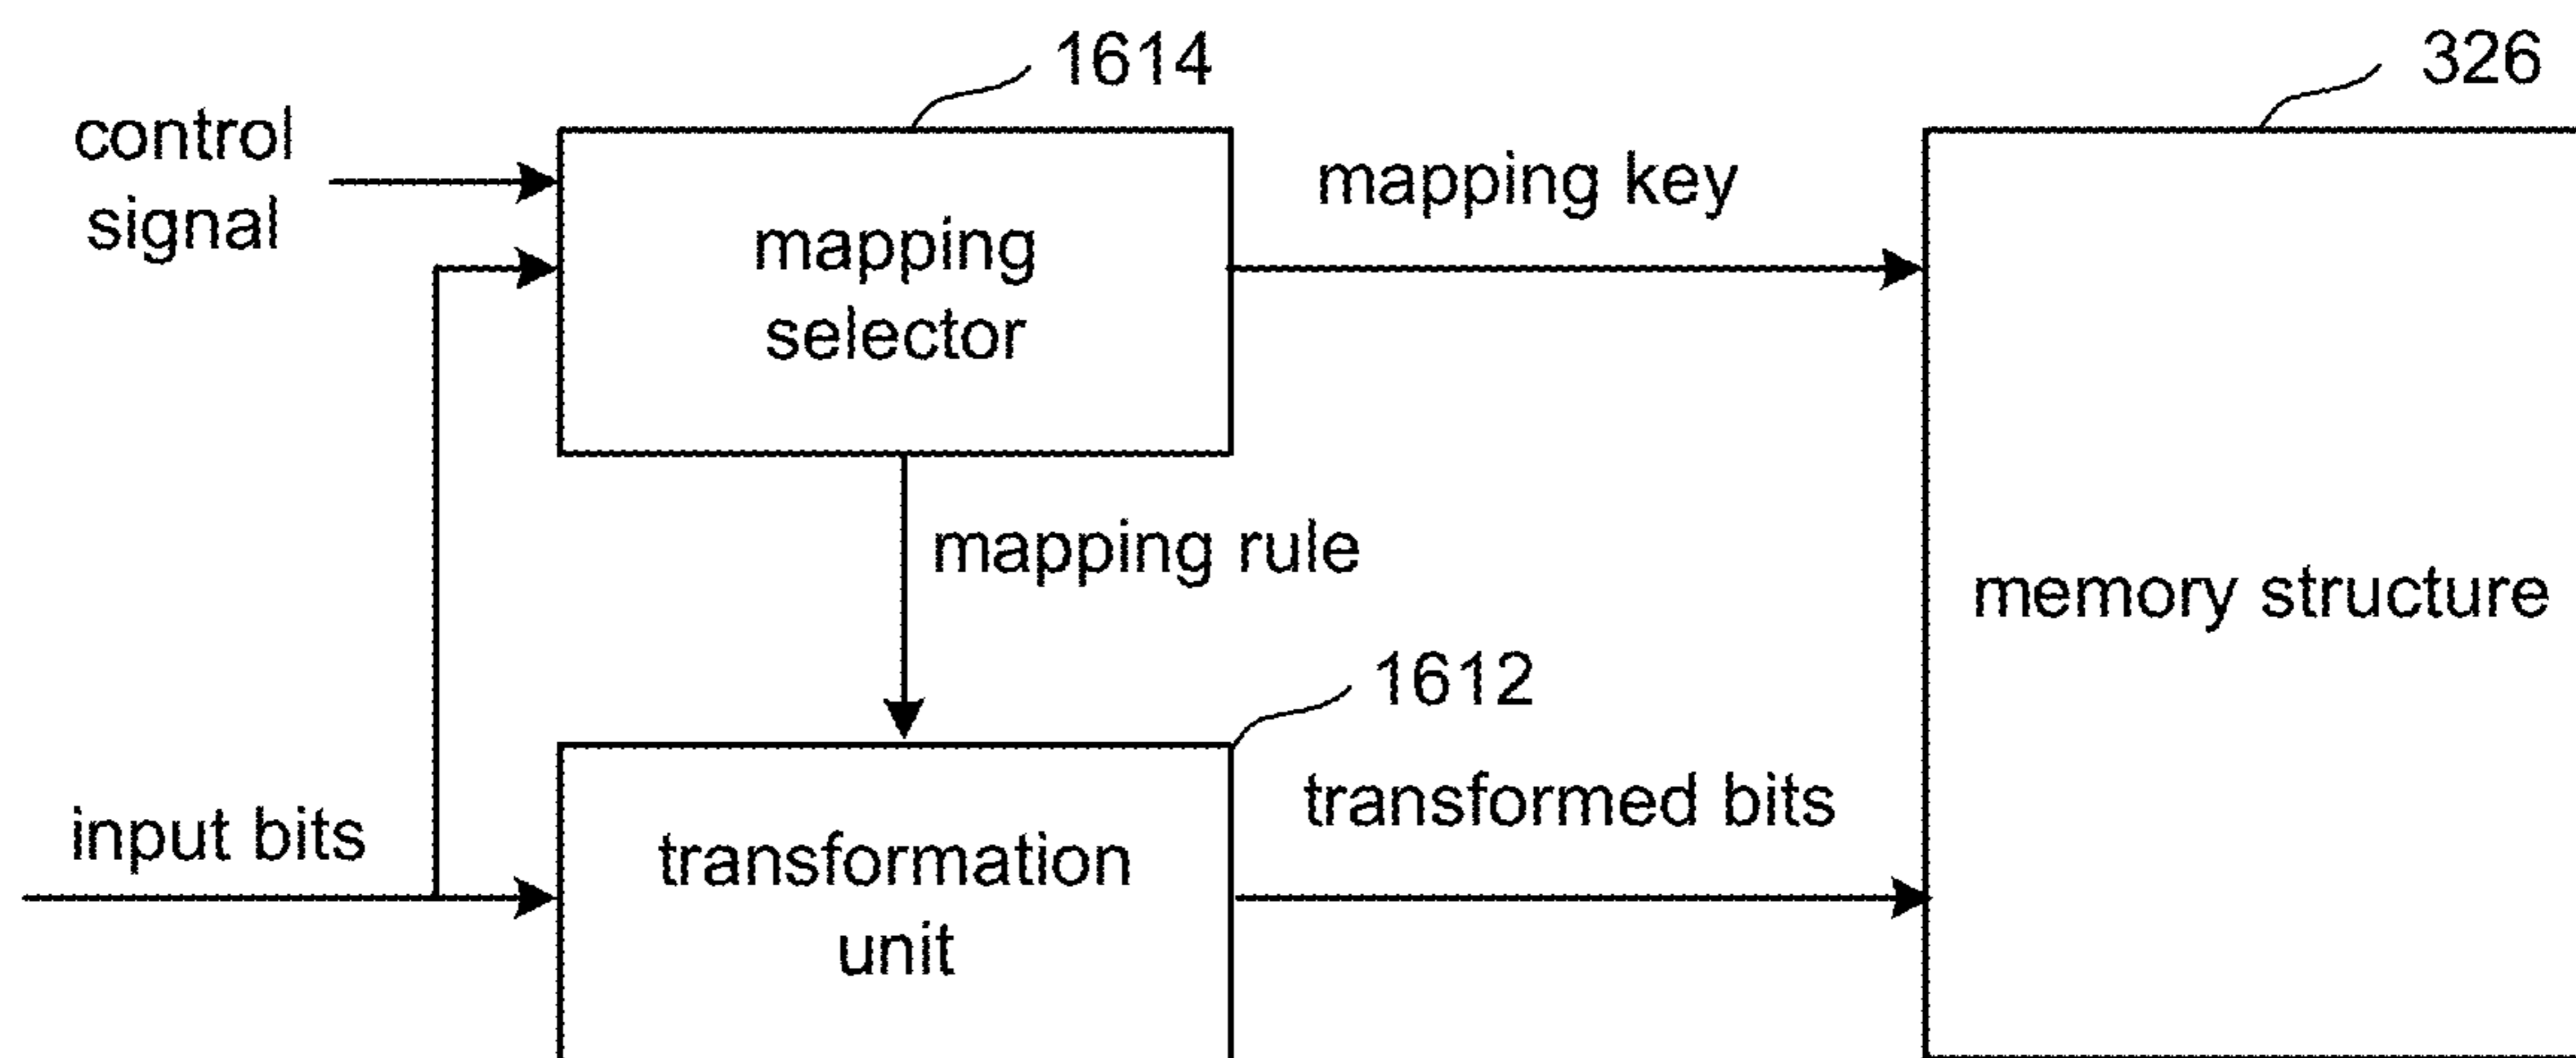 1614
326
control
signal
mapping
selector
mapping key
mapping rule
memory structure
1612
input bits
transformation
unit
transformed bits